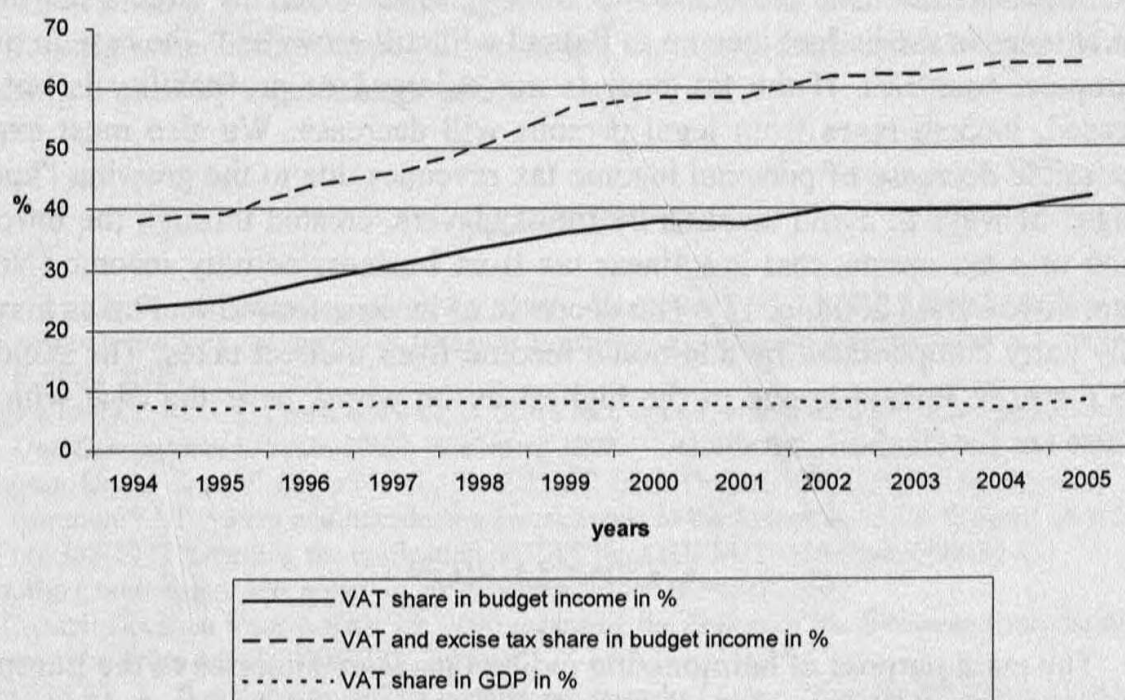 70
60
50
%
40
30
20
10
0
1994 1995 1996 1997 1998 1999 2000 2001 2002 2003 2004 2005
years
VAT share in budget income in %
VAT and excise tax share in budget income in %
VAT share in GDP in %